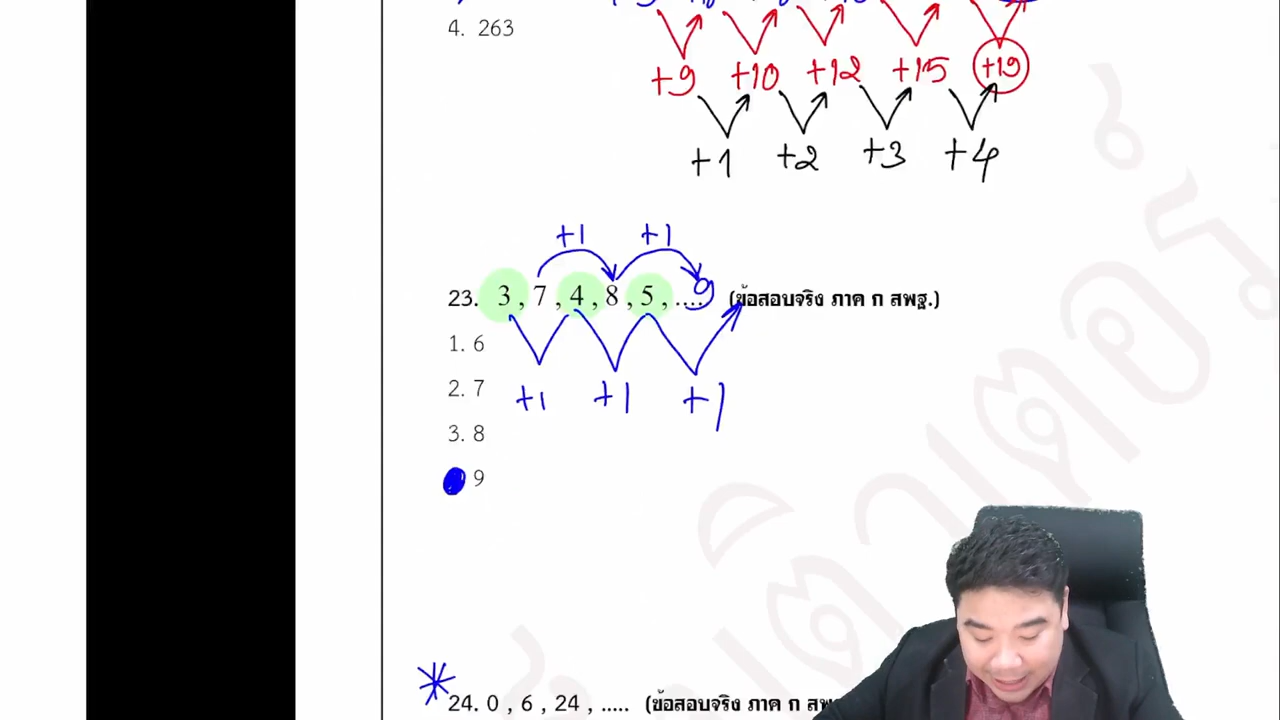 4. 263
+9 +10 +12 +15 +19
+1 +2 +3 +4
+1 +1
23. 3 , 7 , 4 , 8 , 5 , .... 9 (ข้อสอบจริง ภาค ก สพฐ.)
1. 6
2. 7
+1 +1 +1
3. 8
9
24. 0 , 6 , 24 , ..... (ข้อสอบจริง ภาค ก